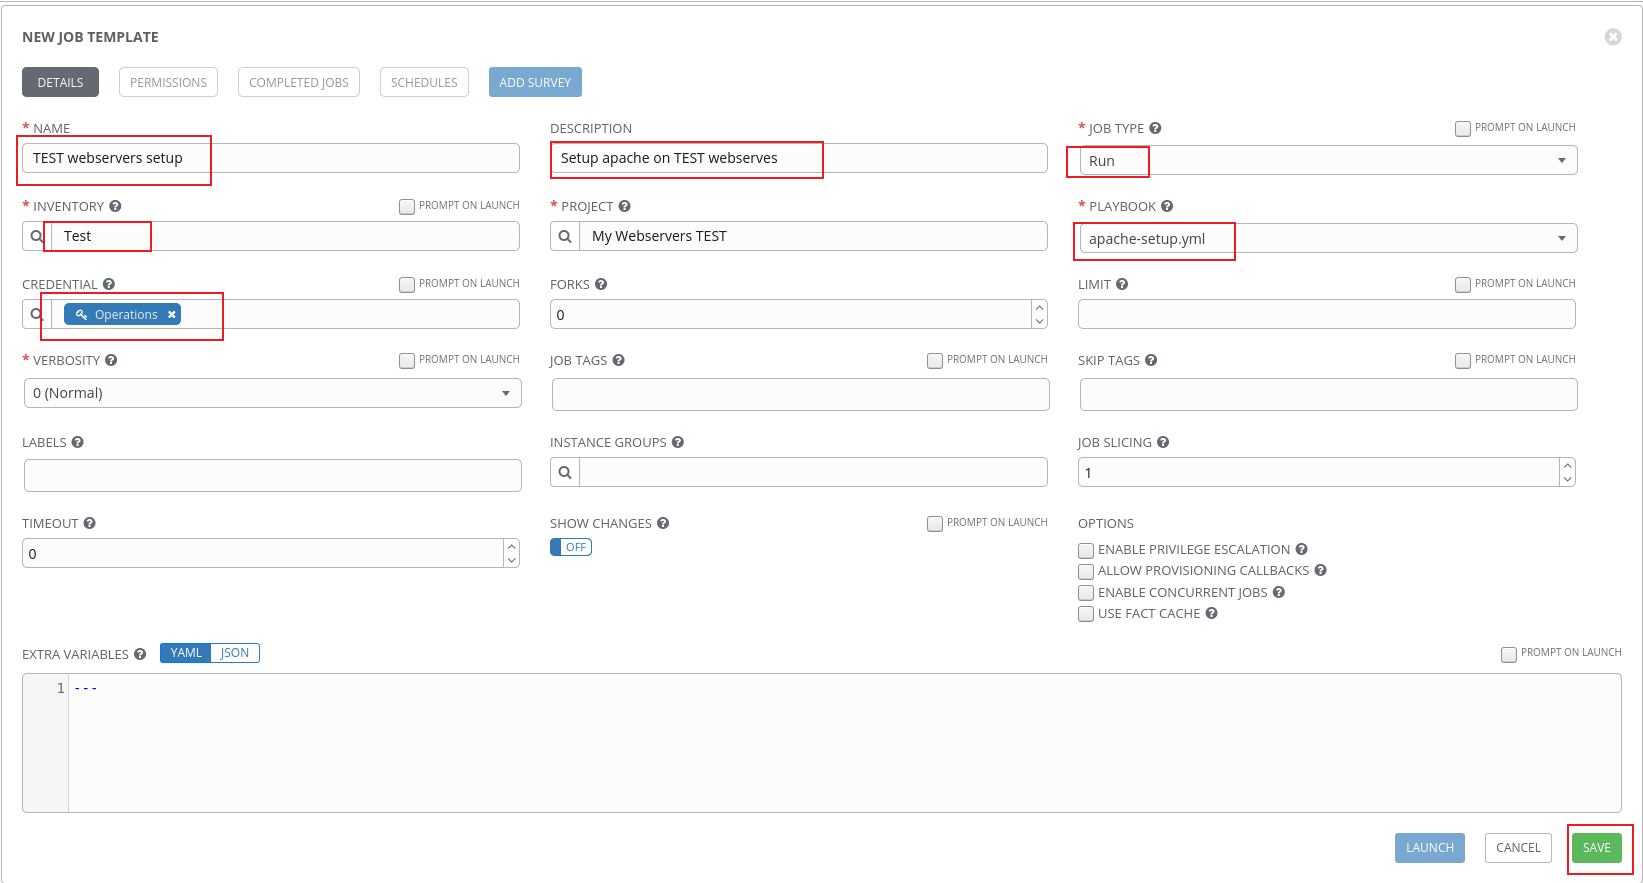 NEW JOB TEMPLATE
DETAILS PERMISSIONS COMPLETED JOBS SCHEDULES ADD SURVEY
* NAME
TEST webservers setup
DESCRIPTION
Setup apache on TEST webserves
* JOB TYPE PROMPT ON LAUNCH
Run
* INVENTORY PROMPT ON LAUNCH
Test
* PROJECT
My Webservers TEST
* PLAYBOOK
apache-setup.yml
CREDENTIAL PROMPT ON LAUNCH
Operations
FORKS
0
LIMIT PROMPT ON LAUNCH
* VERBOSITY PROMPT ON LAUNCH
0 (Normal)
JOB TAGS PROMPT ON LAUNCH
SKIP TAGS PROMPT ON LAUNCH
LABELS
INSTANCE GROUPS
JOB SLICING
1
TIMEOUT
0
SHOW CHANGES PROMPT ON LAUNCH
OFF
OPTIONS
ENABLE PRIVILEGE ESCALATION
ALLOW PROVISIONING CALLBACKS
ENABLE CONCURRENT JOBS
USE FACT CACHE
EXTRA VARIABLES YAML JSON PROMPT ON LAUNCH
1 ---
LAUNCH CANCEL SAVE